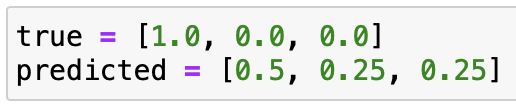 true = [1.0, 0.0, 0.0]
predicted = [0.5, 0.25, 0.25]